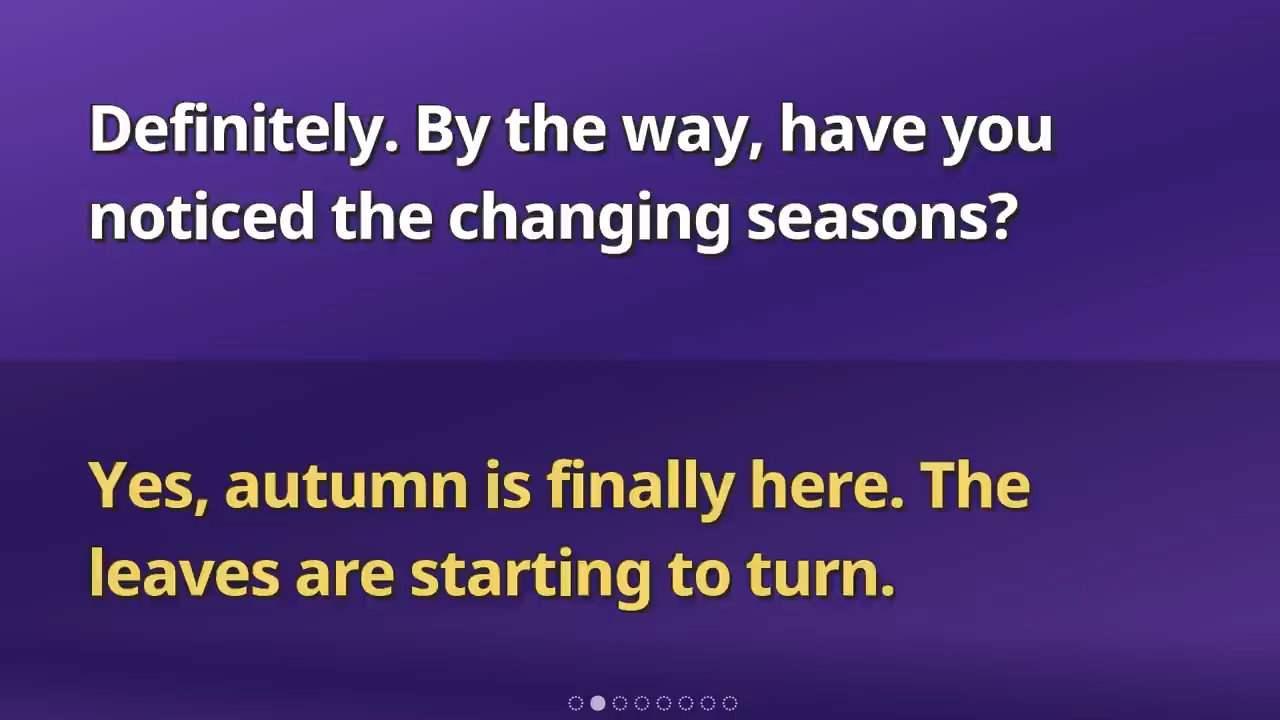 Definitely. By the way, have you
noticed the changing seasons?
Yes, autumn is finally here. The
leaves are starting to turn.